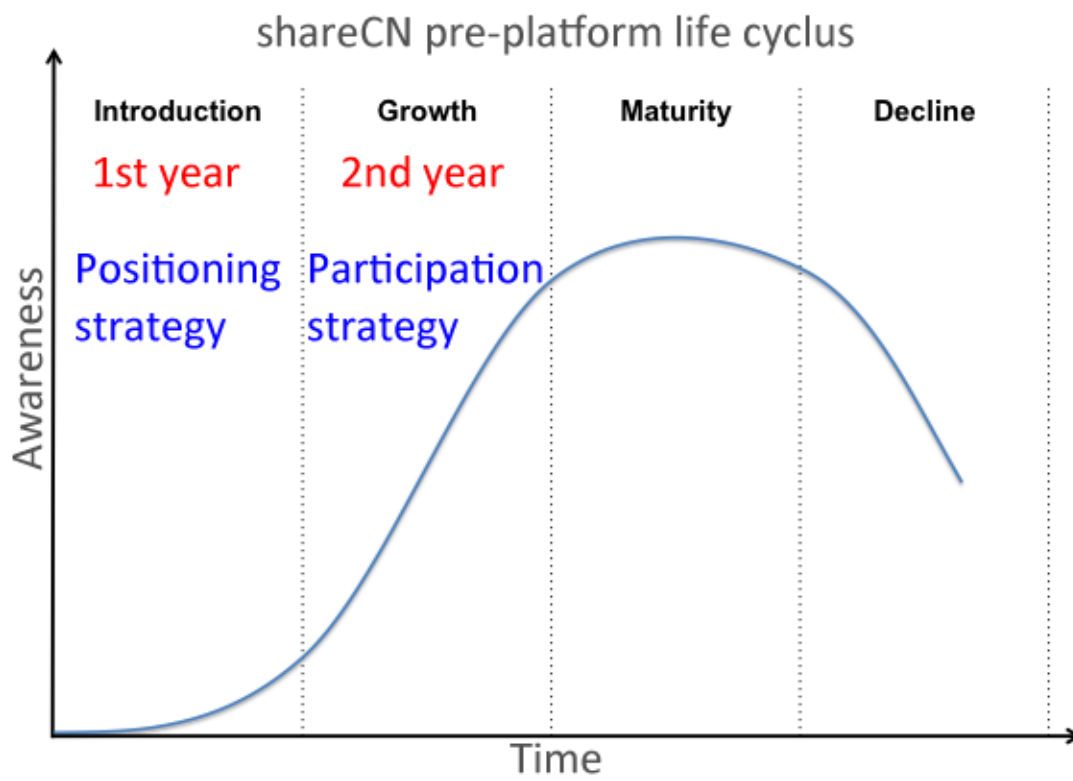 shareCN pre-platform life cyclus
Introduction
Growth
Maturity
Decline
1st year
2nd year
Positioning
strategy
Participation
strategy
Awareness
Time